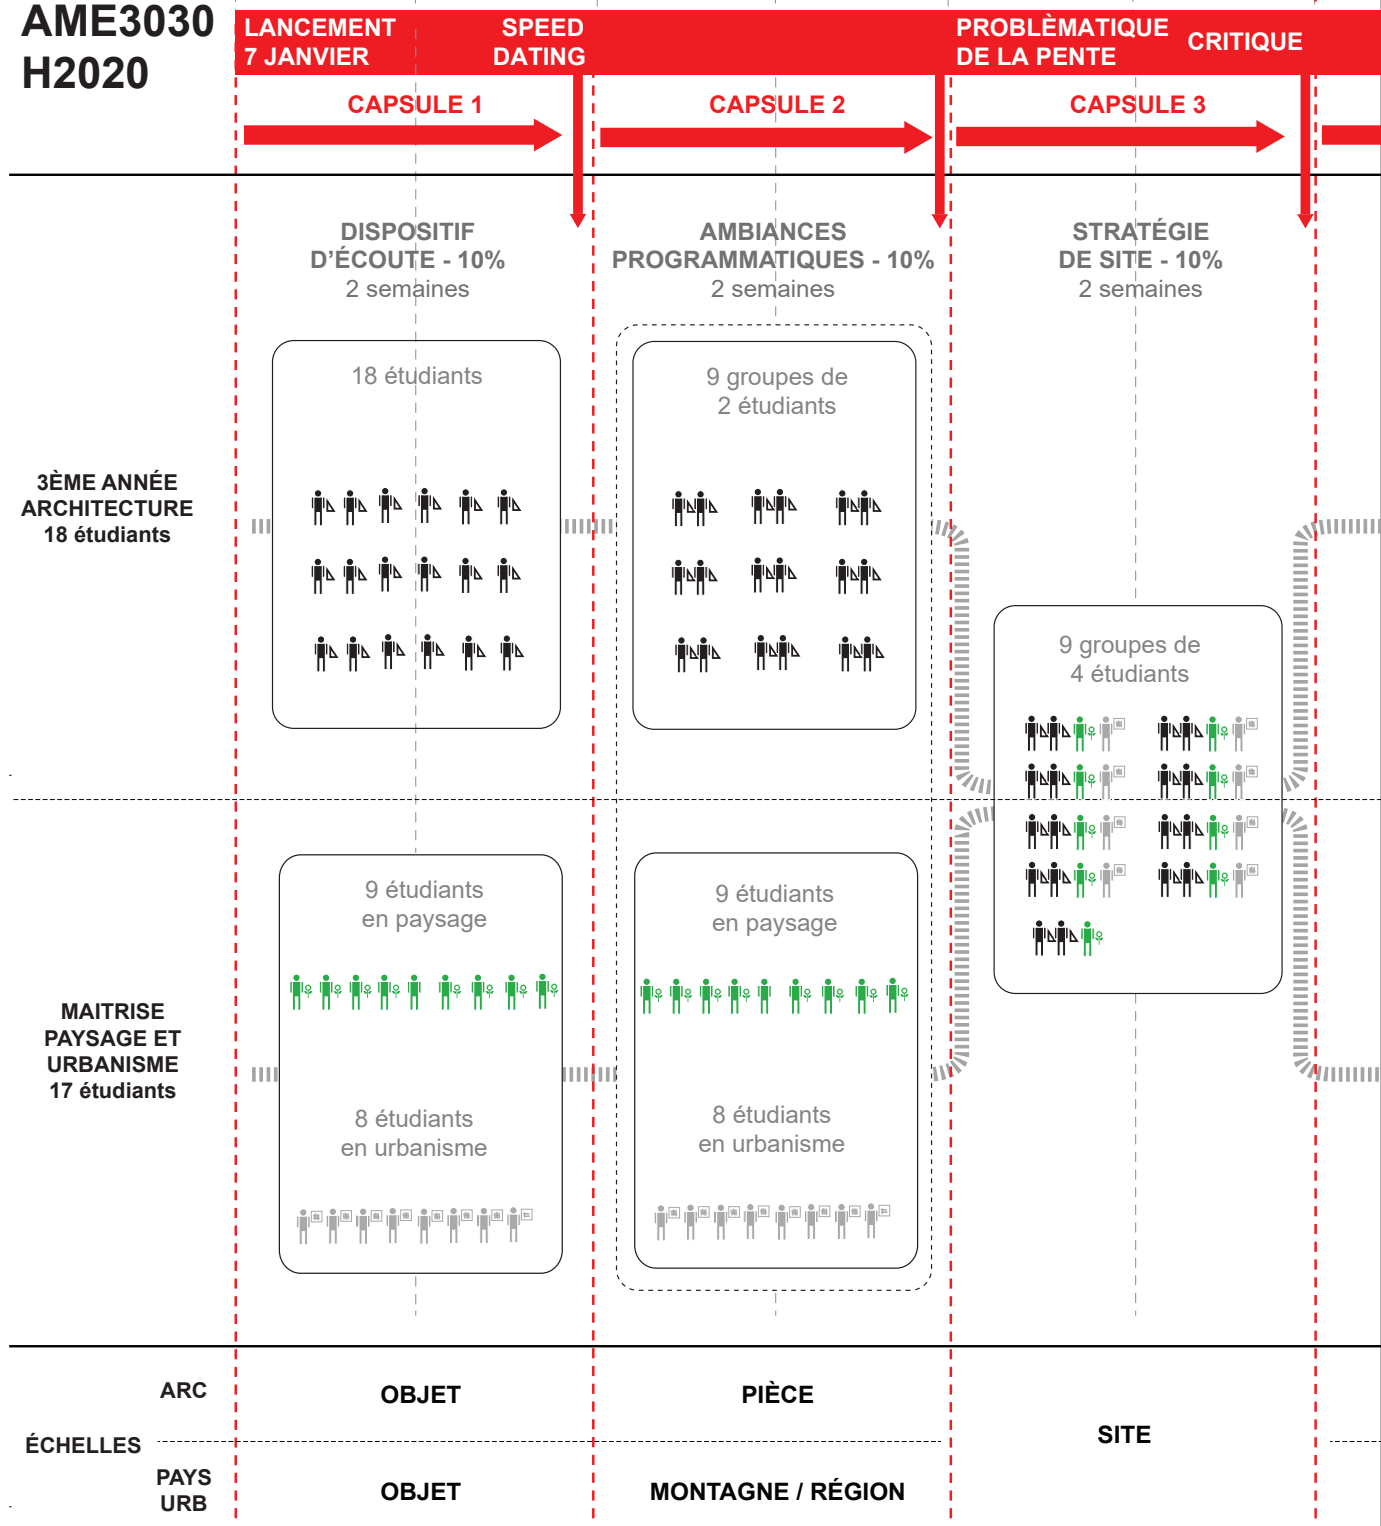 AME3030
H2020
LANCEMENT
7 JANVIER
SPEED
DATING
PROBLÈMATIQUE
DE LA PENTE
CRITIQUE
CAPSULE 1
CAPSULE 2
CAPSULE 3
DISPOSITIF
D'ÉCOUTE - 10%
2 semaines
AMBIANCES
PROGRAMMATIQUES - 10%
2 semaines
STRATÉGIE
DE SITE - 10%
2 semaines
3ÈME ANNÉE
ARCHITECTURE
18 étudiants
18 étudiants
9 groupes de
2 étudiants
9 groupes de
4 étudiants
MAITRISE
PAYSAGE ET
URBANISME
17 étudiants
9 étudiants
en paysage
8 étudiants
en urbanisme
9 étudiants
en paysage
8 étudiants
en urbanisme
ÉCHELLES
ARC
OBJET
PIÈCE
SITE
PAYS
URB
OBJET
MONTAGNE / RÉGION